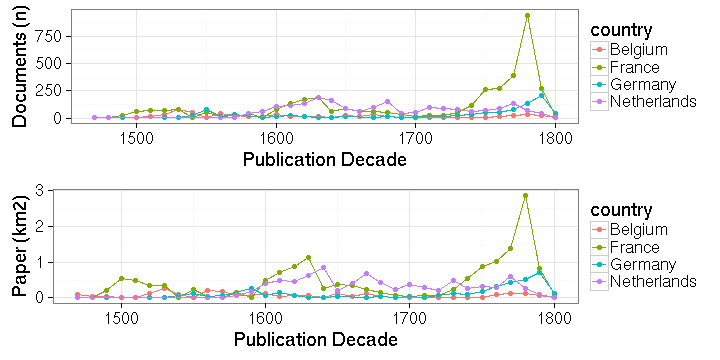 Documents (n)
750
500
250
0
1500
1600
1700
1800
Publication Decade
country
Belgium
France
Germany
Netherlands
Paper (km2)
3
2
1
0
1500
1600
1700
1800
Publication Decade
country
Belgium
France
Germany
Netherlands